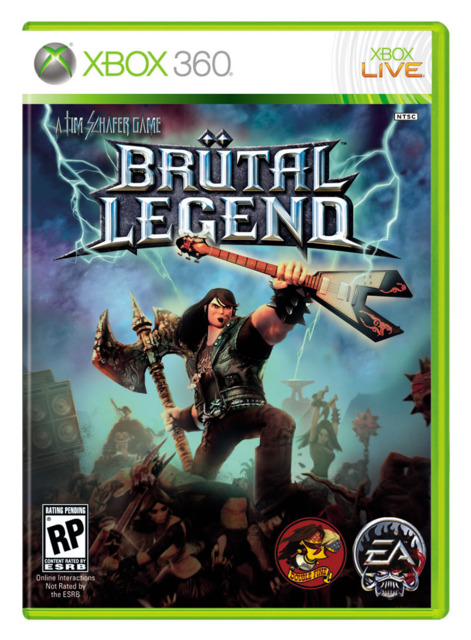 XBOX 360.
XBOX
LIVE
NTSC
A TIM SCHAFER GAME
BRÜTAL
LEGEND
™
RATING PENDING
RP
CONTENT RATED BY
ESRB
Online Interactions
Not Rated by
the ESRB
DOUBLE FINE
EA